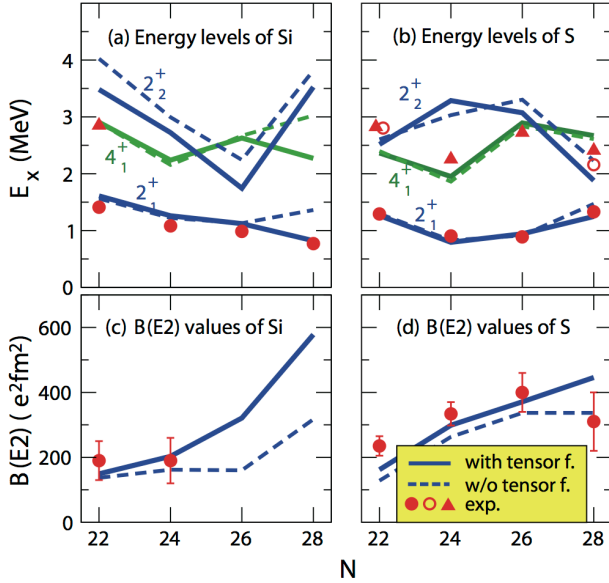 (a) Energy levels of Si
(b) Energy levels of S
E_x (MeV)
4
3
2
1
0
2_2^+
4_1^+
2_1^+
2_2^+
4_1^+
2_1^+
(c) B(E2) values of Si
(d) B(E2) values of S
B(E2) ( e²fm²)
600
400
200
0
with tensor f.
w/o tensor f.
exp.
22 24 26 28
22 24 26 28
N